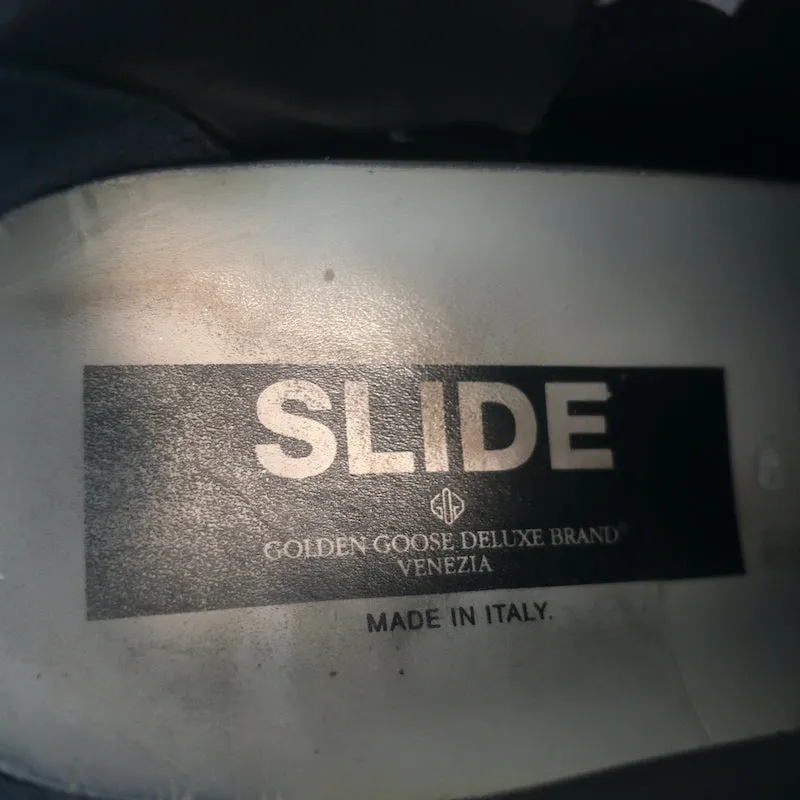 SLIDE
GOLDEN GOOSE DELUXE BRAND®
VENEZIA
MADE IN ITALY.